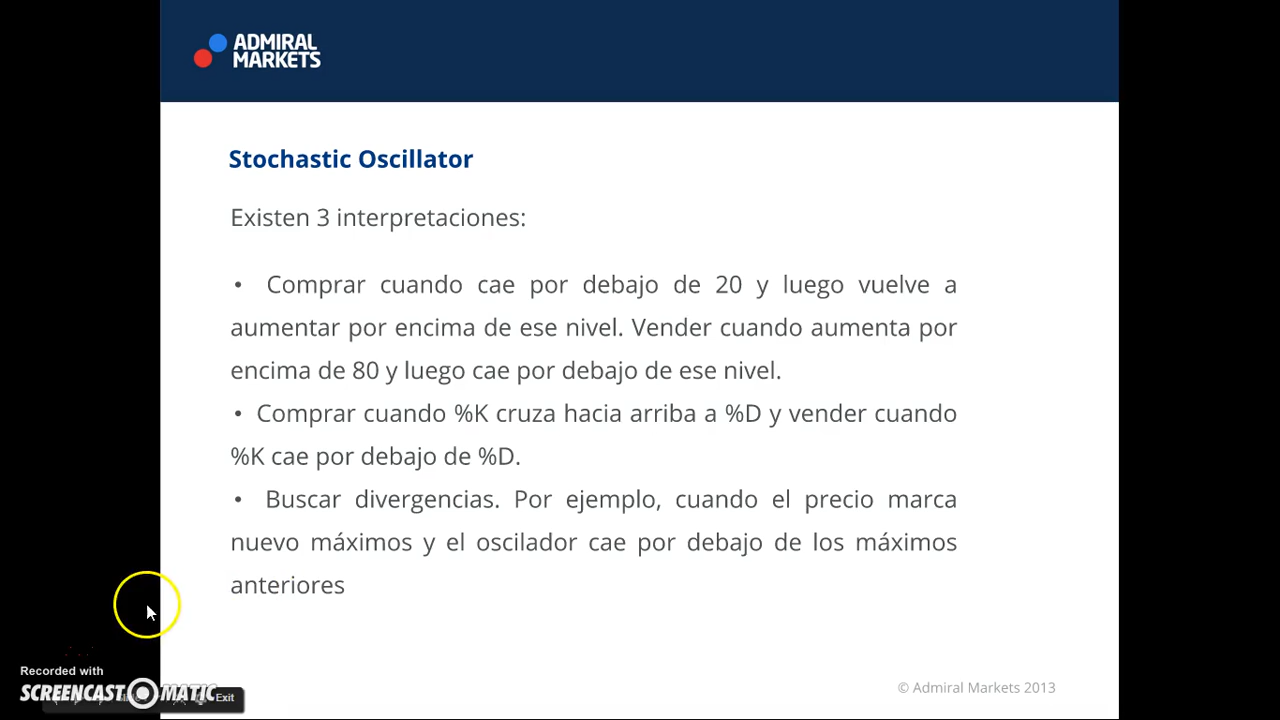 ADMIRAL
MARKETS
Stochastic Oscillator
Existen 3 interpretaciones:
• Comprar cuando cae por debajo de 20 y luego vuelve a
aumentar por encima de ese nivel. Vender cuando aumenta por
encima de 80 y luego cae por debajo de ese nivel.
• Comprar cuando %K cruza hacia arriba a %D y vender cuando
%K cae por debajo de %D.
• Buscar divergencias. Por ejemplo, cuando el precio marca
nuevo máximos y el oscilador cae por debajo de los máximos
anteriores
Recorded with
SCREENCAST-O-MATIC
Exit
© Admiral Markets 2013